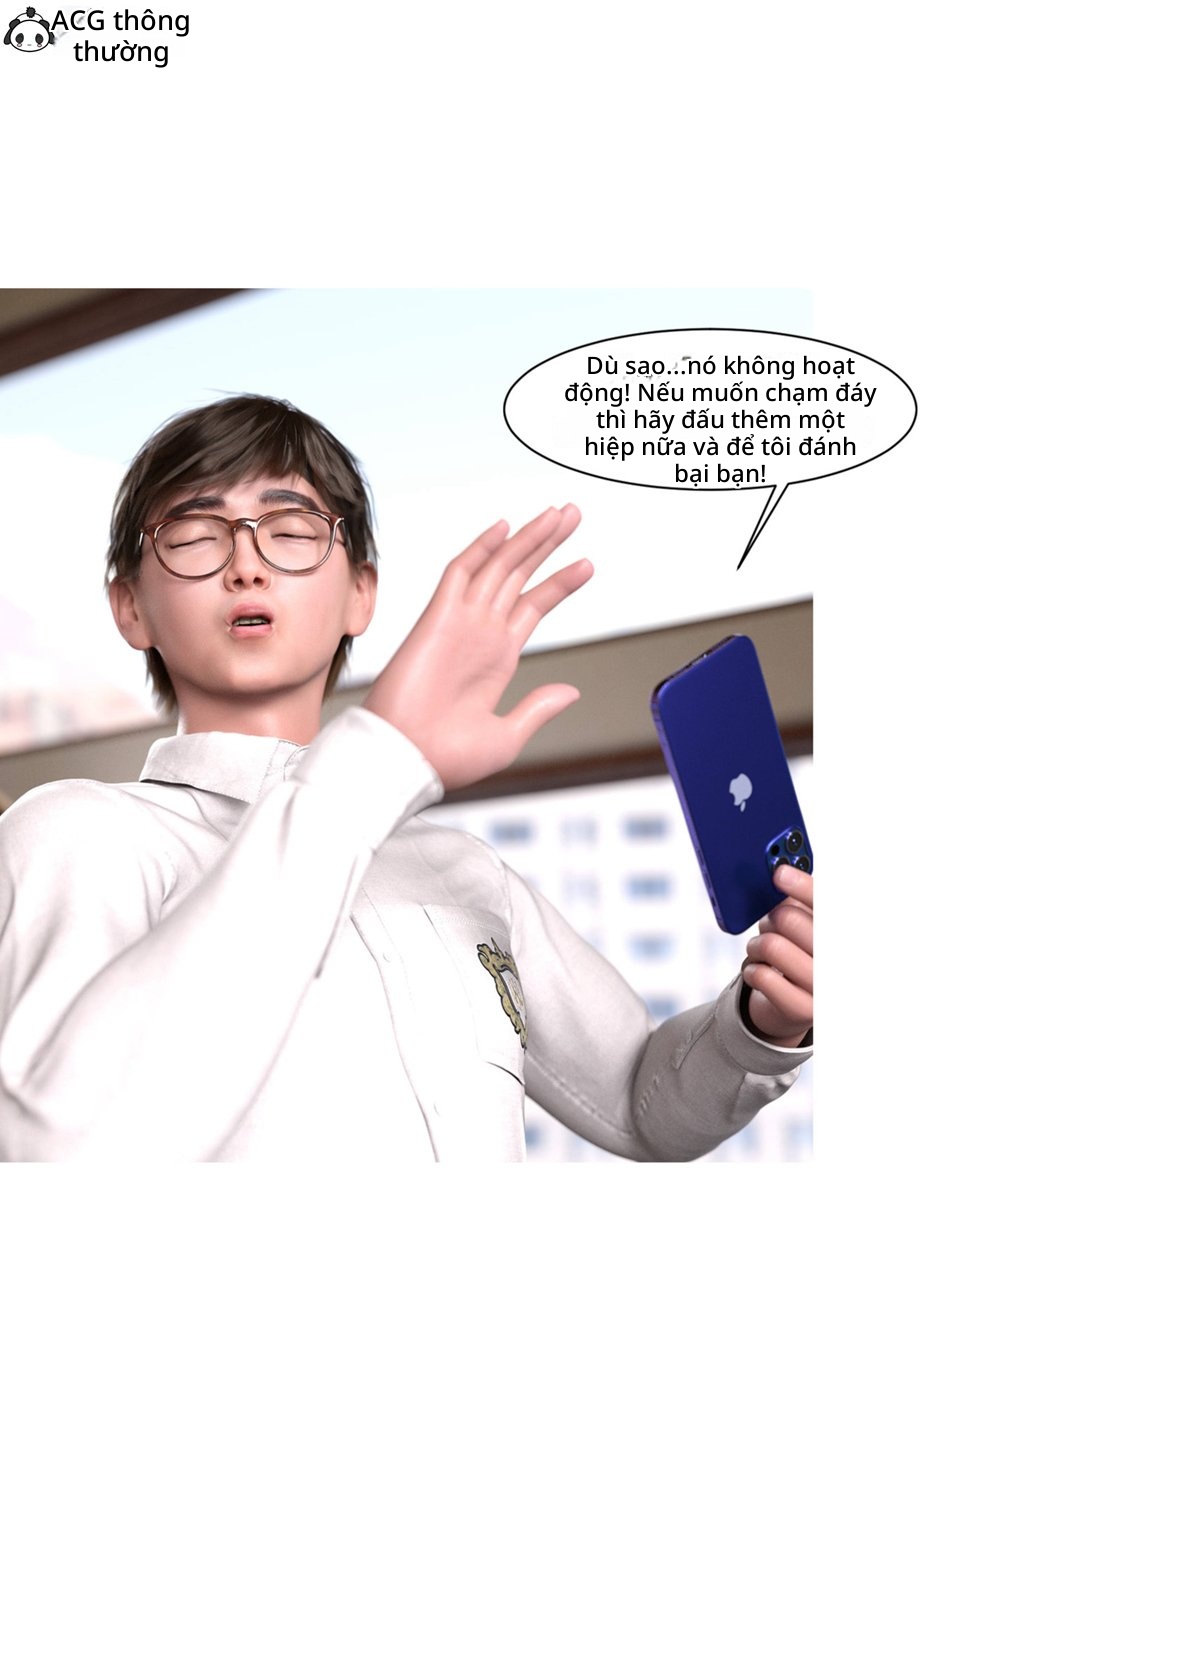 ACG thông
thường
Dù sao...nó không hoạt
động! Nếu muốn chạm đáy
thì hãy đấu thêm một
hiệp nữa và để tôi đánh
bại bạn!